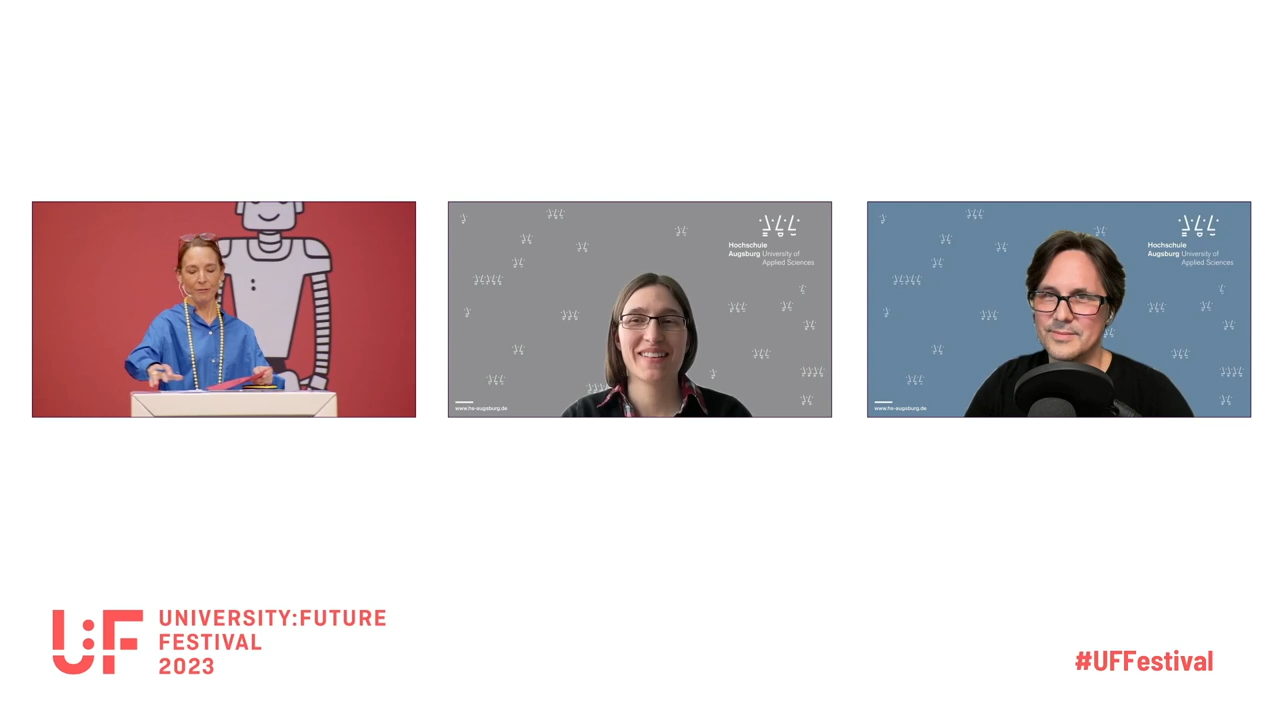 Hochschule
Augsburg University of
Applied Sciences
www.hs-augsburg.de
Hochschule
Augsburg University of
Applied Sciences
www.hs-augsburg.de
U:F
UNIVERSITY:FUTURE
FESTIVAL
2023
#UFFestival